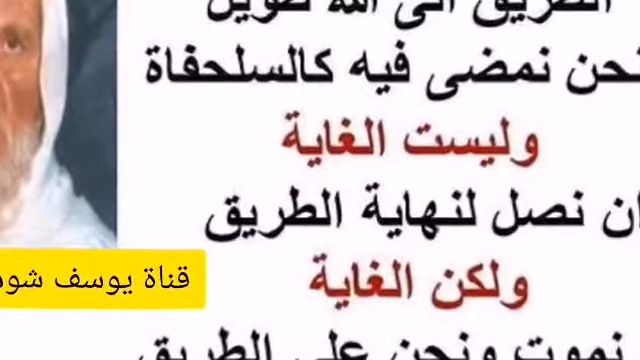 الطريق الى الله طويل
نحن نمضى فيه كالسلحفاة
وليست الغاية
ان نصل لنهاية الطريق
ولكن الغاية
نموت ونحن على الطريق
قناة يوسف